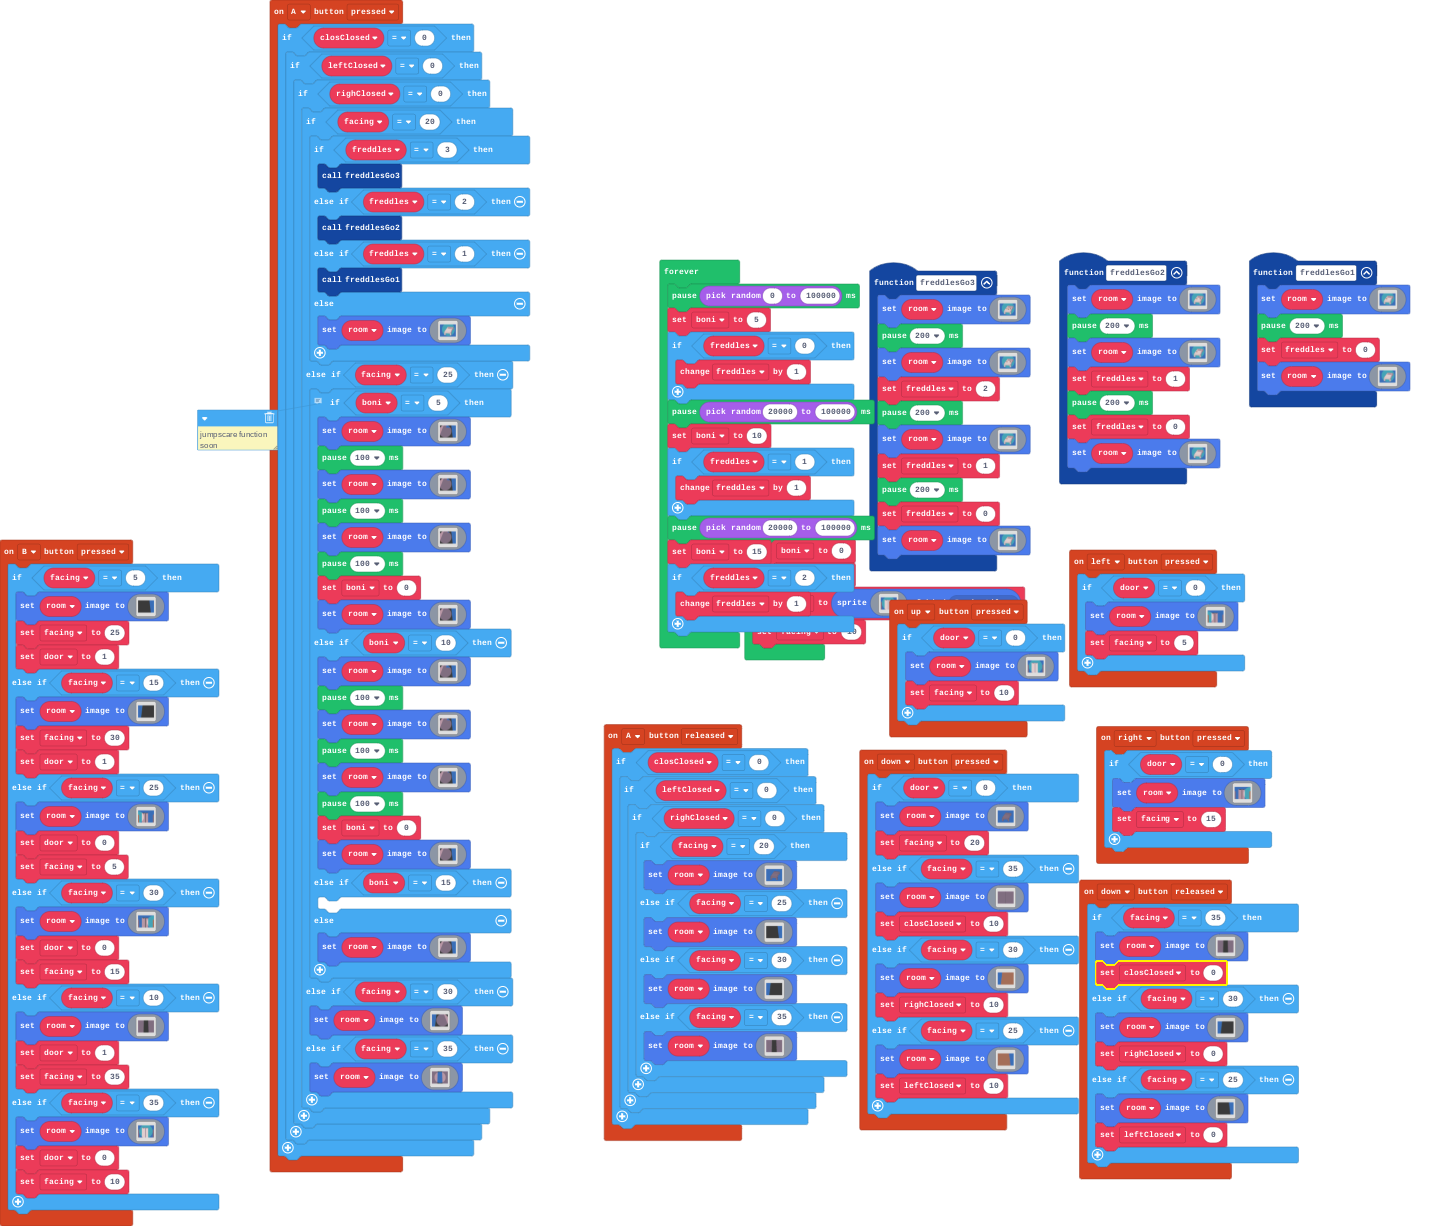 on A button pressed
if closClosed = 0 then
if leftClosed = 0 then
if righClosed = 0 then
if facing = 20 then
if freddles = 3 then
call freddlesGo3
else if freddles = 2 then
call freddlesGo2
else if freddles = 1 then
call freddlesGo1
else
set room image to
else if facing = 25 then
if boni = 5 then
set room image to
pause 100 ms
set room image to
pause 100 ms
set room image to
pause 100 ms
set boni to 0
set room image to
else if boni = 10 then
set room image to
pause 100 ms
set room image to
pause 100 ms
set room image to
pause 100 ms
set boni to 0
set room image to
else if boni = 15 then
else
set room image to
else if facing = 30 then
set room image to
else if facing = 35 then
set room image to
jumpscare function
soon
on B button pressed
if facing = 5 then
set room image to
set facing to 25
set door to 1
else if facing = 15 then
set room image to
set facing to 30
set door to 1
else if facing = 25 then
set room image to
set door to 0
set facing to 5
else if facing = 30 then
set room image to
set door to 0
set facing to 15
else if facing = 10 then
set room image to
set door to 1
set facing to 35
else if facing = 35 then
set room image to
set door to 0
set facing to 10
forever
pause pick random 0 to 100000 ms
set boni to 5
if freddles = 0 then
change freddles by 1
pause pick random 20000 to 100000 ms
set boni to 10
if freddles = 1 then
change freddles by 1
pause pick random 20000 to 100000 ms
set boni to 15
boni to 0
if freddles = 2 then
change freddles by 1
to sprite
set facing to 10
function freddlesGo3
set room image to
pause 200 ms
set room image to
set freddles to 2
pause 200 ms
set room image to
set freddles to 1
pause 200 ms
set freddles to 0
set room image to
function freddlesGo2
set room image to
pause 200 ms
set room image to
set freddles to 1
pause 200 ms
set freddles to 0
set room image to
function freddlesGo1
set room image to
pause 200 ms
set freddles to 0
set room image to
on up button pressed
if door = 0 then
set room image to
set facing to 10
on left button pressed
if door = 0 then
set room image to
set facing to 5
on A button released
if closClosed = 0 then
if leftClosed = 0 then
if righClosed = 0 then
if facing = 20 then
set room image to
else if facing = 25 then
set room image to
else if facing = 30 then
set room image to
else if facing = 35 then
set room image to
on down button pressed
if door = 0 then
set room image to
set facing to 20
else if facing = 35 then
set room image to
set closClosed to 10
else if facing = 30 then
set room image to
set righClosed to 10
else if facing = 25 then
set room image to
set leftClosed to 10
on right button pressed
if door = 0 then
set room image to
set facing to 15
on down button released
if facing = 35 then
set room image to
set closClosed to 0
else if facing = 30 then
set room image to
set righClosed to 0
else if facing = 25 then
set room image to
set leftClosed to 0